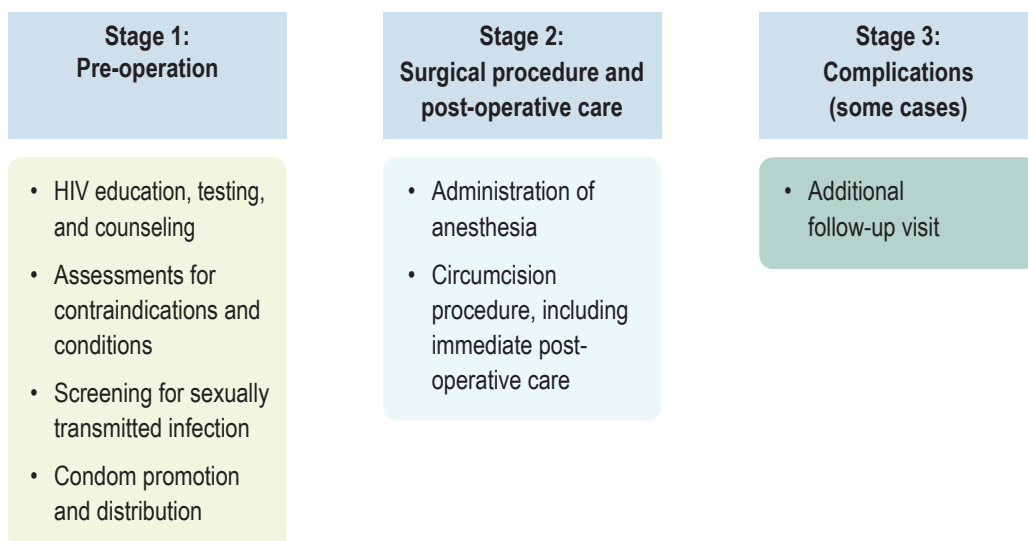 Stage 1:
Pre-operation
• HIV education, testing,
and counseling
• Assessments for
contraindications and
conditions
• Screening for sexually
transmitted infection
• Condom promotion
and distribution
Stage 2:
Surgical procedure and
post-operative care
• Administration of
anesthesia
• Circumcision
procedure, including
immediate post-
operative care
Stage 3:
Complications
(some cases)
• Additional
follow-up visit